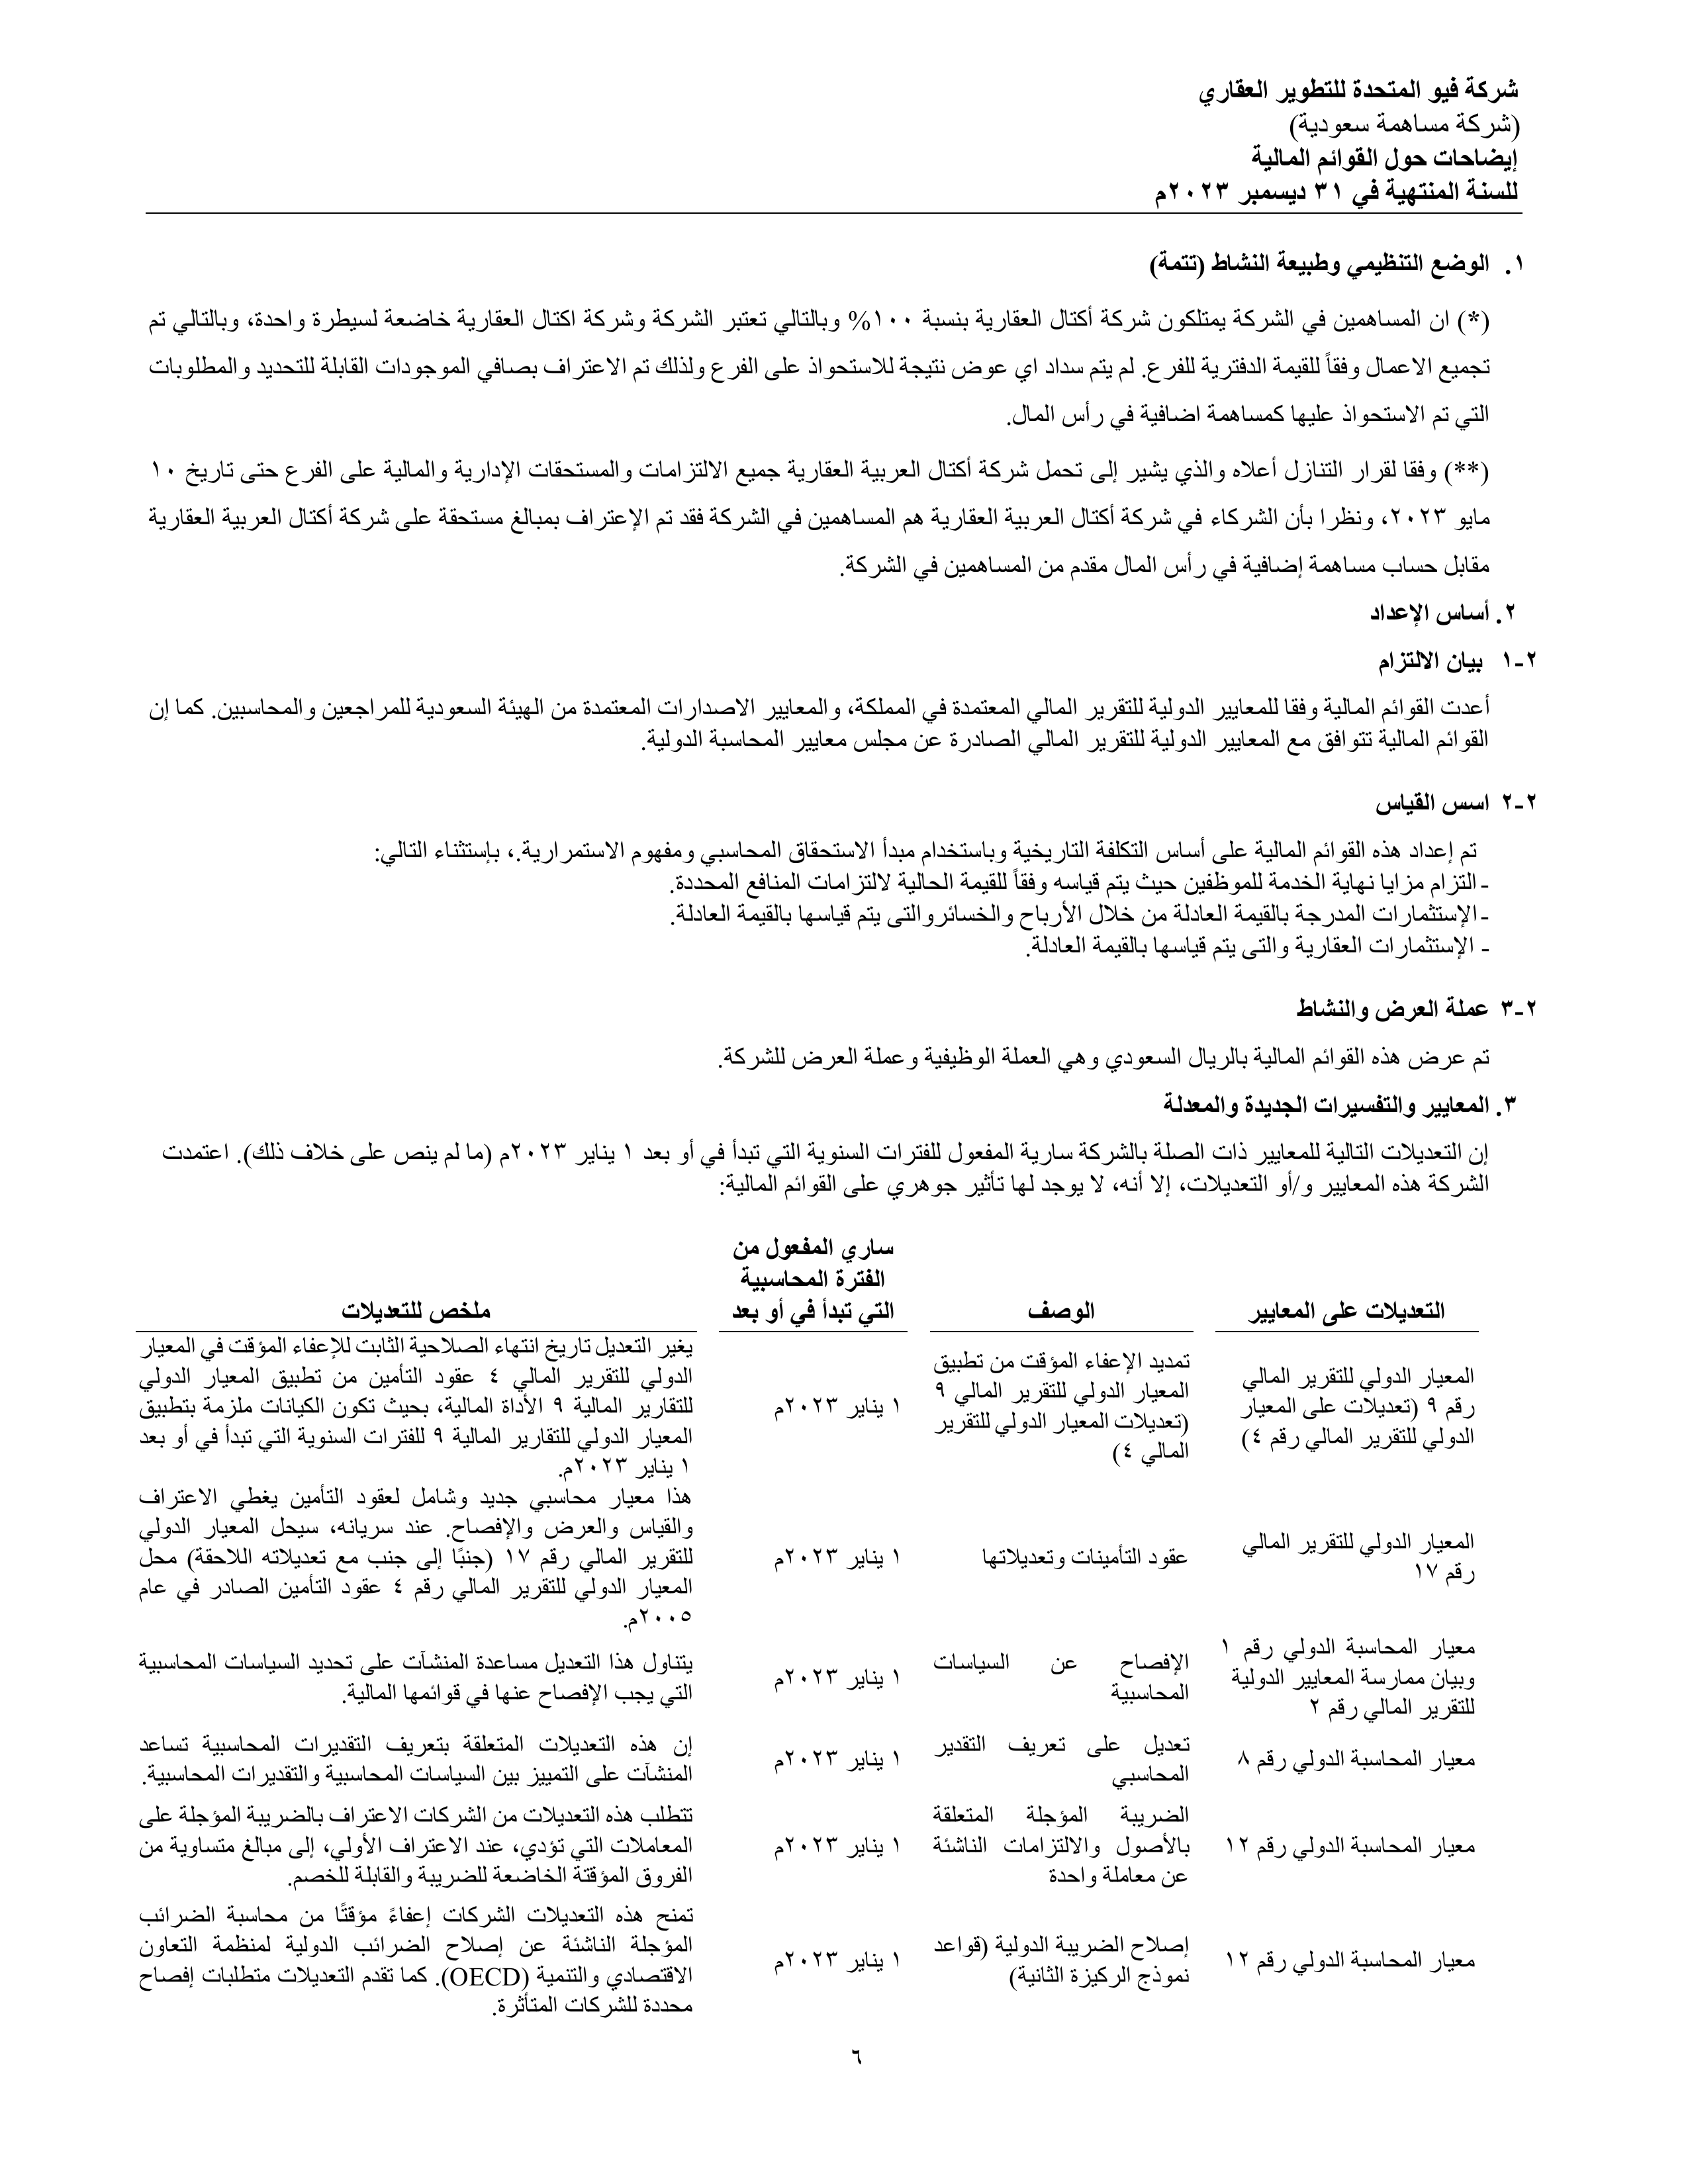 شركة فيو المتحدة للتطوير العقاري
(شركة مساهمة سعودية)
إيضاحات حول القوائم المالية
للسنة المنتهية في ٣١ ديسمبر ٢٠٢٣م
١. الوضع التنظيمي وطبيعة النشاط (تتمة)
(*) ان المساهمين في الشركة يمتلكون شركة أكتال العقارية بنسبة ١٠٠% وبالتالي تعتبر الشركة وشركة اكتال العقارية خاضعة لسيطرة واحدة، وبالتالي تم
تجميع الاعمال وفقاً للقيمة الدفترية للفرع. لم يتم سداد اي عوض نتيجة للاستحواذ على الفرع ولذلك تم الاعتراف بصافي الموجودات القابلة للتحديد والمطلوبات
التي تم الاستحواذ عليها كمساهمة اضافية في رأس المال.
(**) وفقا لقرار التنازل أعلاه والذي يشير إلى تحمل شركة أكتال العربية العقارية جميع الالتزامات والمستحقات الإدارية والمالية على الفرع حتى تاريخ ١٠
مايو ٢٠٢٣، ونظرا بأن الشركاء في شركة أكتال العربية العقارية هم المساهمين في الشركة فقد تم الإعتراف بمبالغ مستحقة على شركة أكتال العربية العقارية
مقابل حساب مساهمة إضافية في رأس المال مقدم من المساهمين في الشركة.
٢. أساس الإعداد
٢-١ بيان الالتزام
أعدت القوائم المالية وفقا للمعايير الدولية للتقرير المالي المعتمدة في المملكة، والمعايير الاصدارات المعتمدة من الهيئة السعودية للمراجعين والمحاسبين. كما إن
القوائم المالية تتوافق مع المعايير الدولية للتقرير المالي الصادرة عن مجلس معايير المحاسبة الدولية.
٢-٢ اسس القياس
تم إعداد هذه القوائم المالية على أساس التكلفة التاريخية وباستخدام مبدأ الاستحقاق المحاسبي ومفهوم الاستمرارية.، بإستثناء التالي:
- التزام مزايا نهاية الخدمة للموظفين حيث يتم قياسه وفقاً للقيمة الحالية لالتزامات المنافع المحددة.
- الإستثمارات المدرجة بالقيمة العادلة من خلال الأرباح والخسائروالتى يتم قياسها بالقيمة العادلة.
- الإستثمارات العقارية والتى يتم قياسها بالقيمة العادلة.
٢-٣ عملة العرض والنشاط
تم عرض هذه القوائم المالية بالريال السعودي وهي العملة الوظيفية وعملة العرض للشركة.
٣. المعايير والتفسيرات الجديدة والمعدلة
إن التعديلات التالية للمعايير ذات الصلة بالشركة سارية المفعول للفترات السنوية التي تبدأ في أو بعد ١ يناير ٢٠٢٣م (ما لم ينص على خلاف ذلك). اعتمدت
الشركة هذه المعايير و/أو التعديلات، إلا أنه، لا يوجد لها تأثير جوهري على القوائم المالية:
التعديلات على المعايير
الوصف
ساري المفعول من
الفترة المحاسبية
التي تبدأ في أو بعد
ملخص للتعديلات
المعيار الدولي للتقرير المالي
رقم ٩ (تعديلات على المعيار
الدولي للتقرير المالي رقم ٤)
تمديد الإعفاء المؤقت من تطبيق
المعيار الدولي للتقرير المالي ٩
(تعديلات المعيار الدولي للتقرير
المالي ٤)
١ يناير ٢٠٢٣م
يغير التعديل تاريخ انتهاء الصلاحية الثابت للإعفاء المؤقت في المعيار
الدولي للتقرير المالي ٤ عقود التأمين من تطبيق المعيار الدولي
للتقارير المالية ٩ الأداة المالية، بحيث تكون الكيانات ملزمة بتطبيق
المعيار الدولي للتقارير المالية ٩ للفترات السنوية التي تبدأ في أو بعد
١ يناير ٢٠٢٣م.
المعيار الدولي للتقرير المالي
رقم ١٧
عقود التأمينات وتعديلاتها
١ يناير ٢٠٢٣م
هذا معيار محاسبي جديد وشامل لعقود التأمين يغطي الاعتراف
والقياس والعرض والإفصاح. عند سريانه، سيحل المعيار الدولي
للتقرير المالي رقم ١٧ (جنبًا إلى جنب مع تعديلاته اللاحقة) محل
المعيار الدولي للتقرير المالي رقم ٤ عقود التأمين الصادر في عام
٢٠٠٥م.
معيار المحاسبة الدولي رقم ١
وبيان ممارسة المعايير الدولية
للتقرير المالي رقم ٢
الإفصاح عن السياسات
المحاسبية
١ يناير ٢٠٢٣م
يتناول هذا التعديل مساعدة المنشآت على تحديد السياسات المحاسبية
التي يجب الإفصاح عنها في قوائمها المالية.
معيار المحاسبة الدولي رقم ٨
تعديل على تعريف التقدير
المحاسبي
١ يناير ٢٠٢٣م
إن هذه التعديلات المتعلقة بتعريف التقديرات المحاسبية تساعد
المنشآت على التمييز بين السياسات المحاسبية والتقديرات المحاسبية.
معيار المحاسبة الدولي رقم ١٢
الضريبة المؤجلة المتعلقة
بالأصول والالتزامات الناشئة
عن معاملة واحدة
١ يناير ٢٠٢٣م
تتطلب هذه التعديلات من الشركات الاعتراف بالضريبة المؤجلة على
المعاملات التي تؤدي، عند الاعتراف الأولي، إلى مبالغ متساوية من
الفروق المؤقتة الخاضعة للضريبة والقابلة للخصم.
معيار المحاسبة الدولي رقم ١٢
إصلاح الضريبة الدولية (قواعد
نموذج الركيزة الثانية)
١ يناير ٢٠٢٣م
تمنح هذه التعديلات الشركات إعفاءً مؤقتًا من محاسبة الضرائب
المؤجلة الناشئة عن إصلاح الضرائب الدولية لمنظمة التعاون
الاقتصادي والتنمية (OECD). كما تقدم التعديلات متطلبات إفصاح
محددة للشركات المتأثرة.
٦